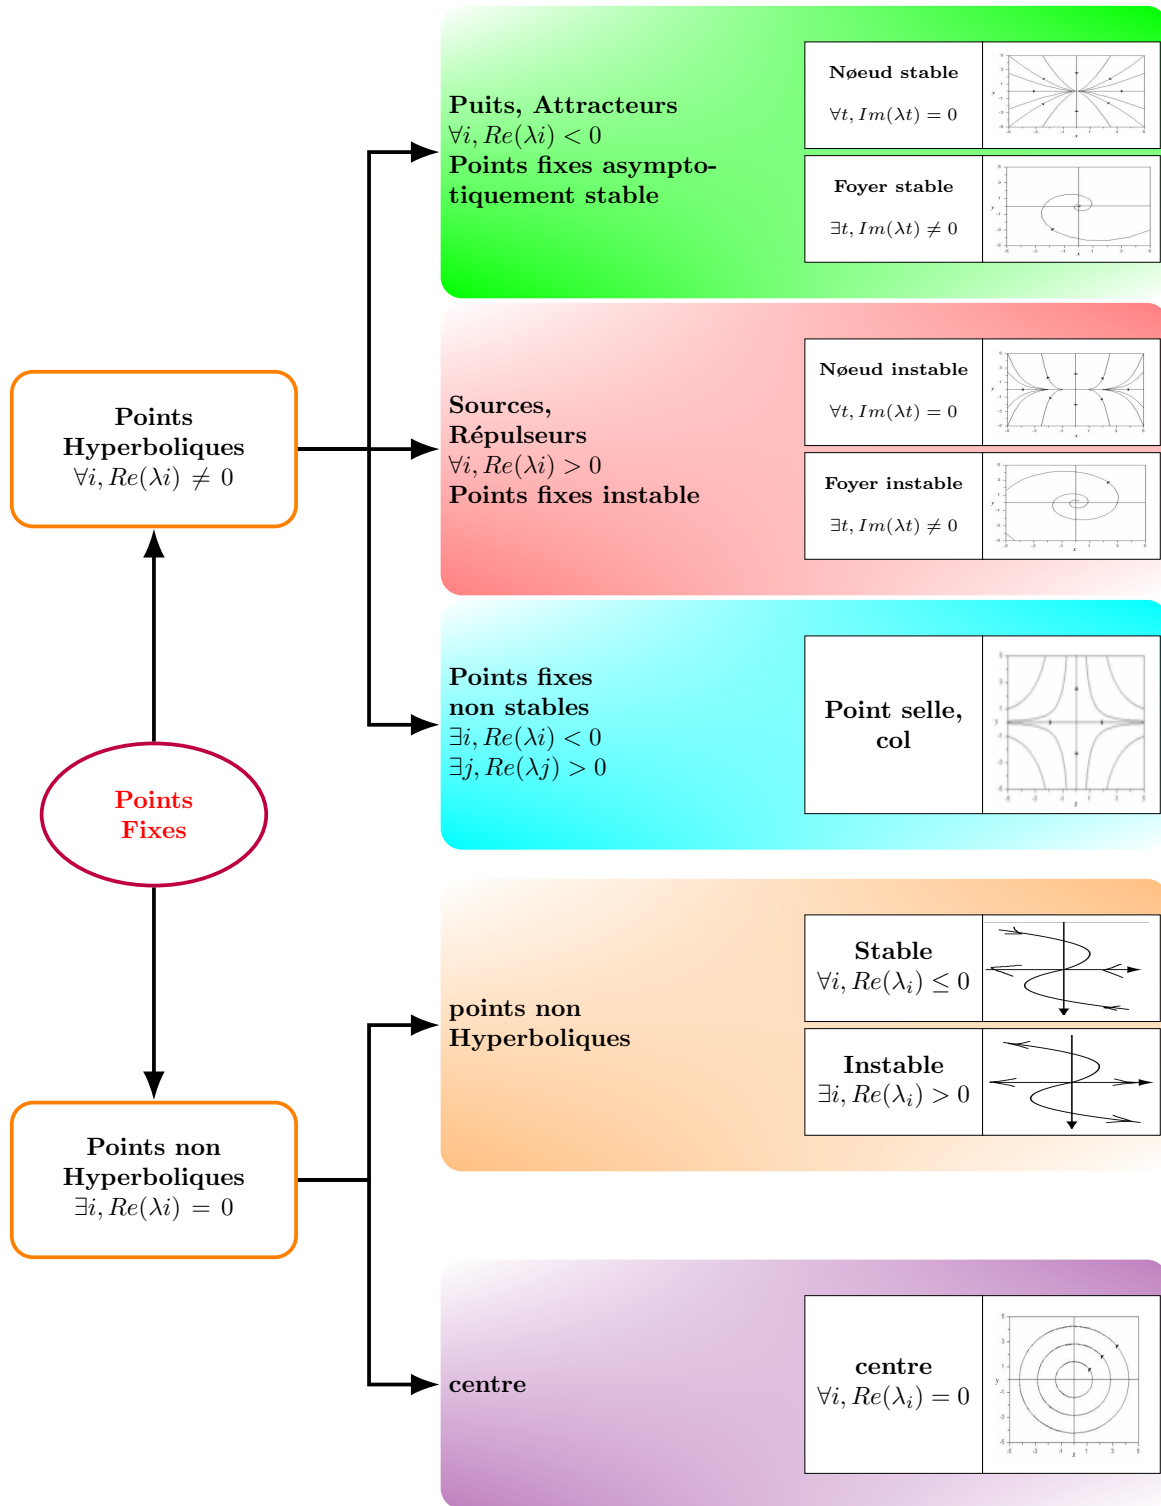 Puits, Attracteurs
∀i, Re(λi) < 0
Points fixes asympto-
tiquement stable
Nøeud stable
∀t, Im(λt) = 0
Foyer stable
∃t, Im(λt) ≠ 0
Points
Hyperboliques
∀i, Re(λi) ≠ 0
Sources,
Répulseurs
∀i, Re(λi) > 0
Points fixes instable
Nøeud instable
∀t, Im(λt) = 0
Foyer instable
∃t, Im(λt) ≠ 0
Points fixes
non stables
∃i, Re(λi) < 0
∃j, Re(λj) > 0
Point selle,
col
Points
Fixes
points non
Hyperboliques
Stable
∀i, Re(λ_i) ≤ 0
Instable
∃i, Re(λ_i) > 0
Points non
Hyperboliques
∃i, Re(λi) = 0
centre
centre
∀i, Re(λ_i) = 0